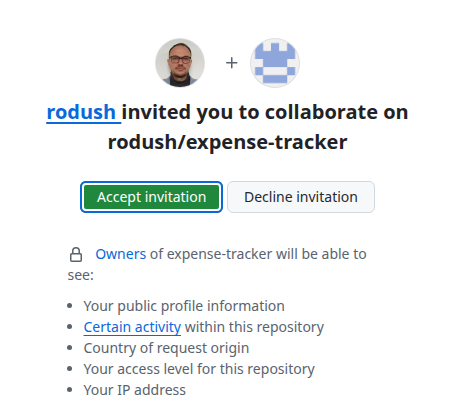 +
rodush invited you to collaborate on
rodush/expense-tracker
Accept invitation
Decline invitation
Owners of expense-tracker will be able to
see:
• Your public profile information
• Certain activity within this repository
• Country of request origin
• Your access level for this repository
• Your IP address